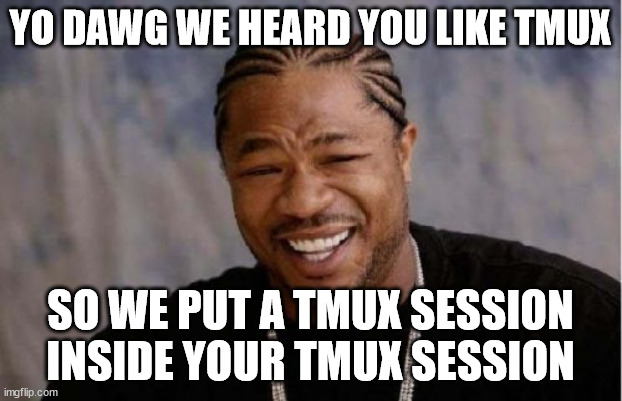 YO DAWG WE HEARD YOU LIKE TMUX
SO WE PUT A TMUX SESSION
INSIDE YOUR TMUX SESSION
imgflip.com